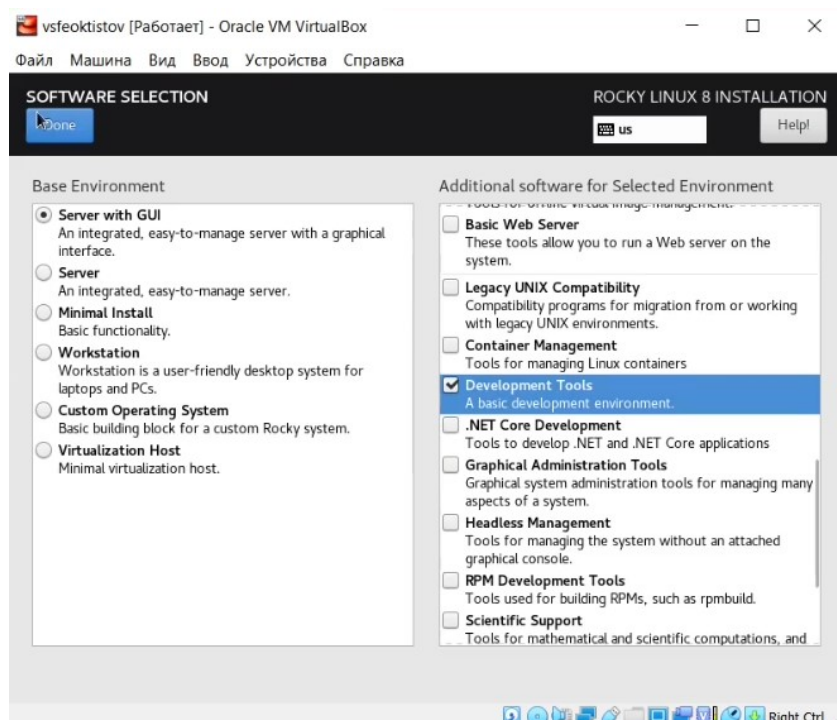 vsfeoktistov [Работает] - Oracle VM VirtualBox
Файл Машина Вид Ввод Устройства Справка
SOFTWARE SELECTION
ROCKY LINUX 8 INSTALLATION
Done
us
Help!
Base Environment
Server with GUI
An integrated, easy-to-manage server with a graphical
interface.
Server
An integrated, easy-to-manage server.
Minimal Install
Basic functionality.
Workstation
Workstation is a user-friendly desktop system for
laptops and PCs.
Custom Operating System
Basic building block for a custom Rocky system.
Virtualization Host
Minimal virtualization host.
Additional software for Selected Environment
Tools for offline virtual image management.
Basic Web Server
These tools allow you to run a Web server on the
system.
Legacy UNIX Compatibility
Compatibility programs for migration from or working
with legacy UNIX environments.
Container Management
Tools for managing Linux containers
Development Tools
A basic development environment.
.NET Core Development
Tools to develop .NET and .NET Core applications
Graphical Administration Tools
Graphical system administration tools for managing many
aspects of a system.
Headless Management
Tools for managing the system without an attached
graphical console.
RPM Development Tools
Tools used for building RPMs, such as rpmbuild.
Scientific Support
Tools for mathematical and scientific computations, and
Right Ctrl